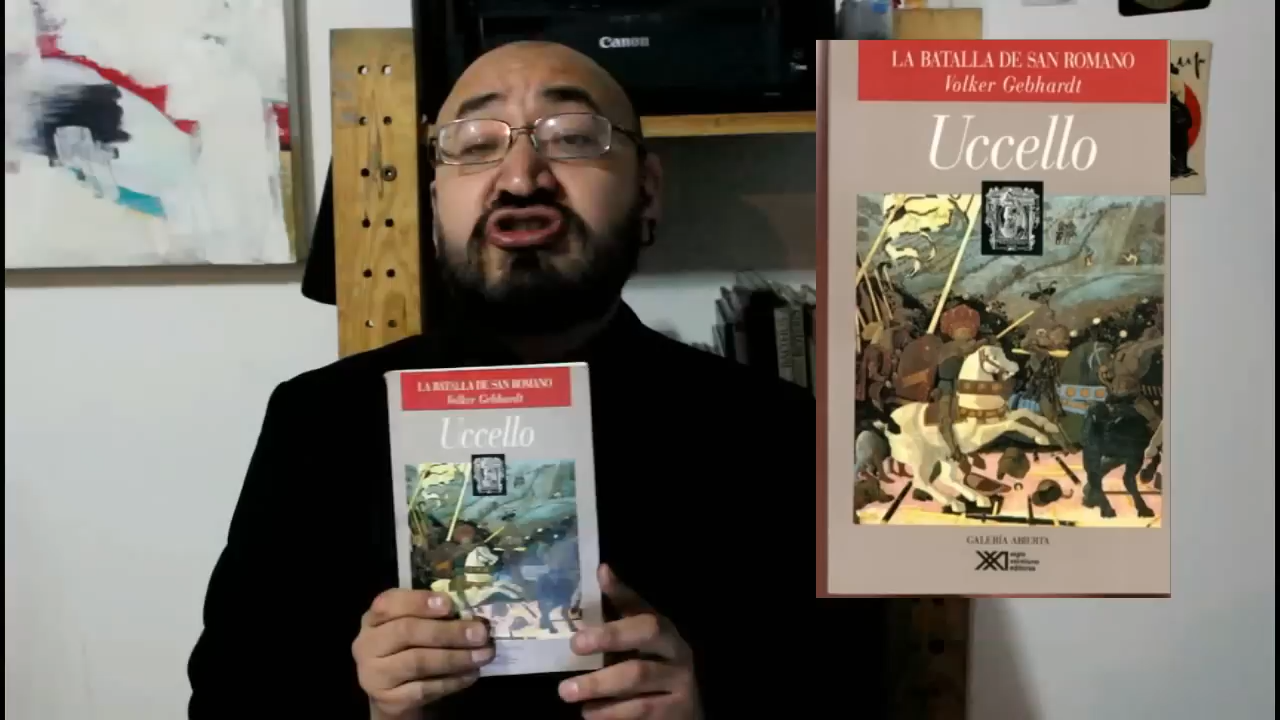 Canon
LA BATALLA DE SAN ROMANO
Volker Gebhardt
Uccello
LA BATALLA DE SAN ROMANO
Volker Gebhardt
Uccello
GALERÍA ABIERTA
siglo
veintiuno
editores